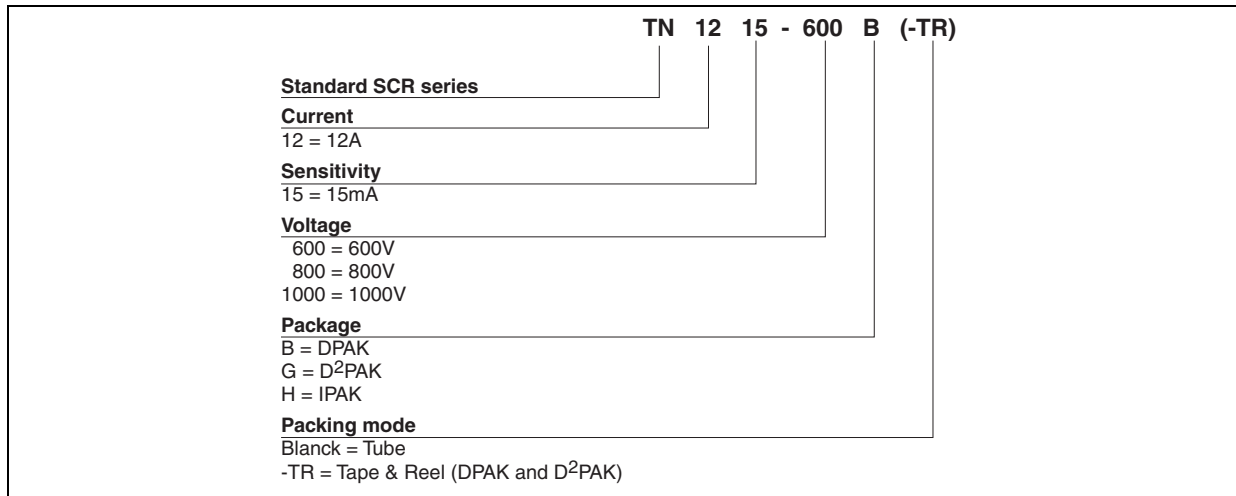 TN 12 15 - 600 B (-TR)
Standard SCR series
Current
12 = 12A
Sensitivity
15 = 15mA
Voltage
600 = 600V
800 = 800V
1000 = 1000V
Package
B = DPAK
G = D²PAK
H = IPAK
Packing mode
Blanck = Tube
-TR = Tape & Reel (DPAK and D²PAK)